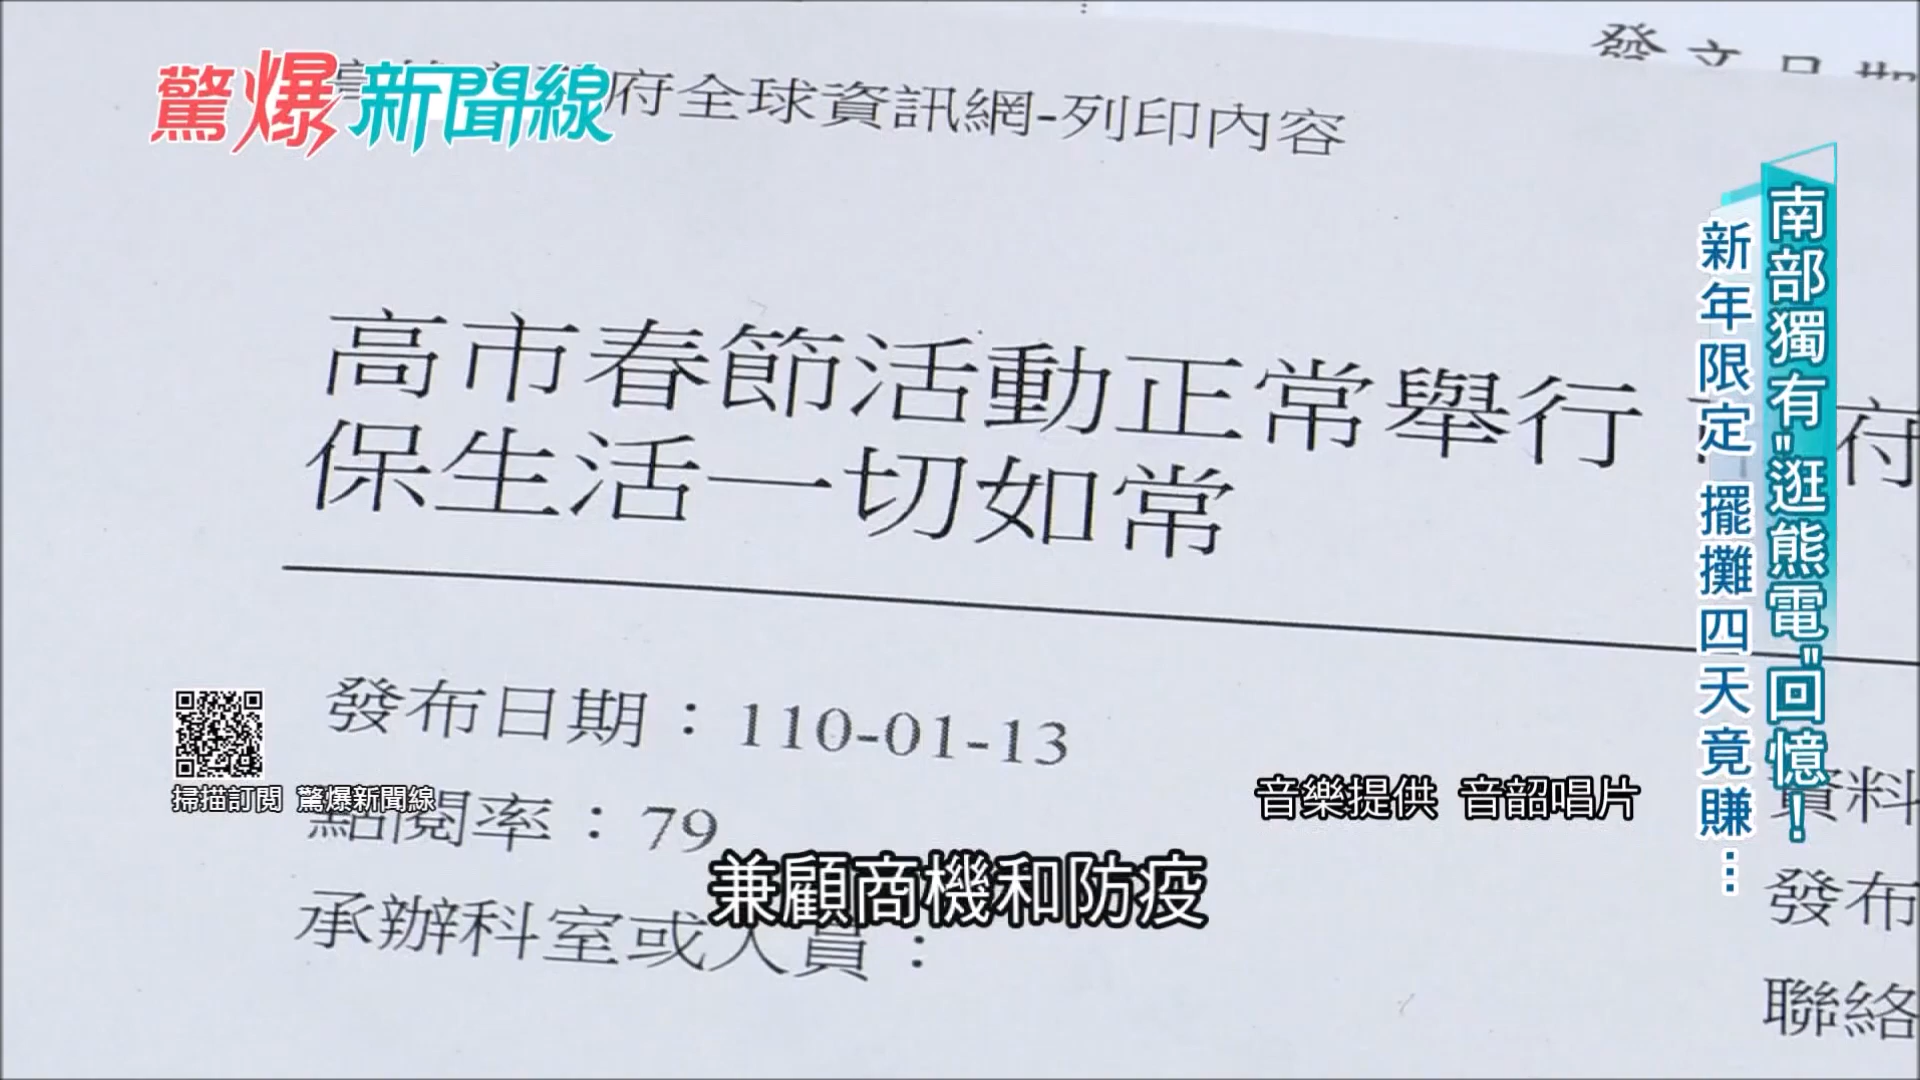 驚爆新聞線
府全球資訊網-列印內容
發文日期
高市春節活動正常舉行
保生活一切如常
發布日期：110-01-13
點閱率：79
承辦科室或人員：
資料
發布
聯絡
南部獨有"逛熊電"回憶！
新年限定 擺攤四天竟賺…
掃描訂閱 驚爆新聞線
音樂提供 音韶唱片
兼顧商機和防疫